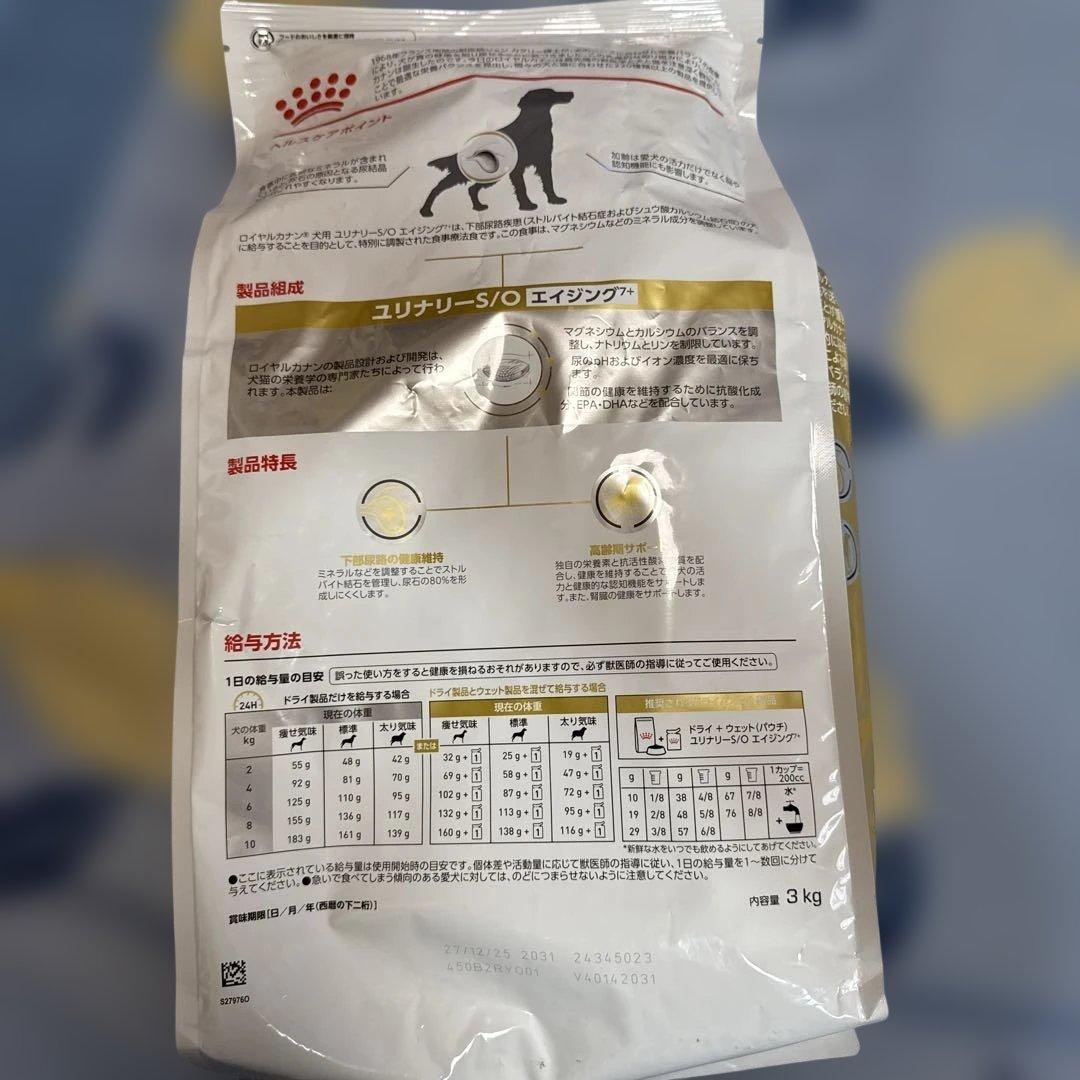 フードのおいしさを厳密に保持
ヘルスケアポイント
います。
加齢は愛犬の活力だけでなく
認知機能にも影響します。
ロイヤルカナン® 犬用 ユリナリーS/O エイジング7+は、下部尿路疾患(ストルバイト結石症およびシュウ酸カルシウム結石症)の犬
に給与することを目的として、特別に調製された食事療法食です。この食事は、マグネシウムなどのミネラル成分を調整しています。
製品組成
ユリナリーS/O エイジング7+
ロイヤルカナンの製品設計および開発は、
犬猫の栄養学の専門家たちによって行わ
れます。本製品は:
マグネシウムとカルシウムのバランスを調
整し、ナトリウムとリンを制限しています。
尿のpHおよびイオン濃度を最適に保ち
ます。
関節の健康を維持するために抗酸化成
分、EPA・DHAなどを配合しています。
製品特長
下部尿路の健康維持
ミネラルなどを調整することでストル
バイト結石を管理し、尿石の80%を形
成しにくくします。
高齢期サポート
独自の栄養素と抗活性酸 質を配
合し、健康を維持することで 犬の活
力と健康的な認知機能をサポートしま
す。また、腎臓の健康をサポートします。
給与方法
1日の給与量の目安 誤った使い方をすると健康を損ねるおそれがありますので、必ず獣医師の指導に従ってご使用ください。
24H ドライ製品だけを給与する場合 ドライ製品とウェット製品を混ぜて給与する場合
犬の体重 kg 現在の体重 現在の体重
痩せ気味 標準 太り気味 または 痩せ気味 標準 太り気味
2 55 g 48 g 42 g 32 g + 1 25 g + 1 19 g + 1
4 92 g 81 g 70 g 69 g + 1 58 g + 1 47 g + 1
6 125 g 110 g 95 g 102 g + 1 87 g + 1 72 g + 1
8 155 g 136 g 117 g 132 g + 1 113 g + 1 95 g + 1
10 183 g 161 g 139 g 160 g + 1 138 g + 1 116 g + 1
ドライ + ウェット(パウチ)
ユリナリーS/O エイジング7+
g g g 1カップ=200cc
10 1/8 38 4/8 67 7/8 水*
19 2/8 48 5/8 76 8/8 +
29 3/8 57 6/8
*新鮮な水をいつでも飲めるようにしてあげてください。
●ここに表示されている給与量は使用開始時の目安です。個体差や活動量に応じて獣医師の指導に従い、1日の給与量を1~数回に分けて
与えてください。●急いで食べてしまう傾向のある愛犬に対しては、のどにつまらせないように注意してください。
内容量 3 kg
賞味期限[日/月/年(西暦の下二桁)]
27/12/25 2031 24345023
450B2RY001 V40142031
S27976O